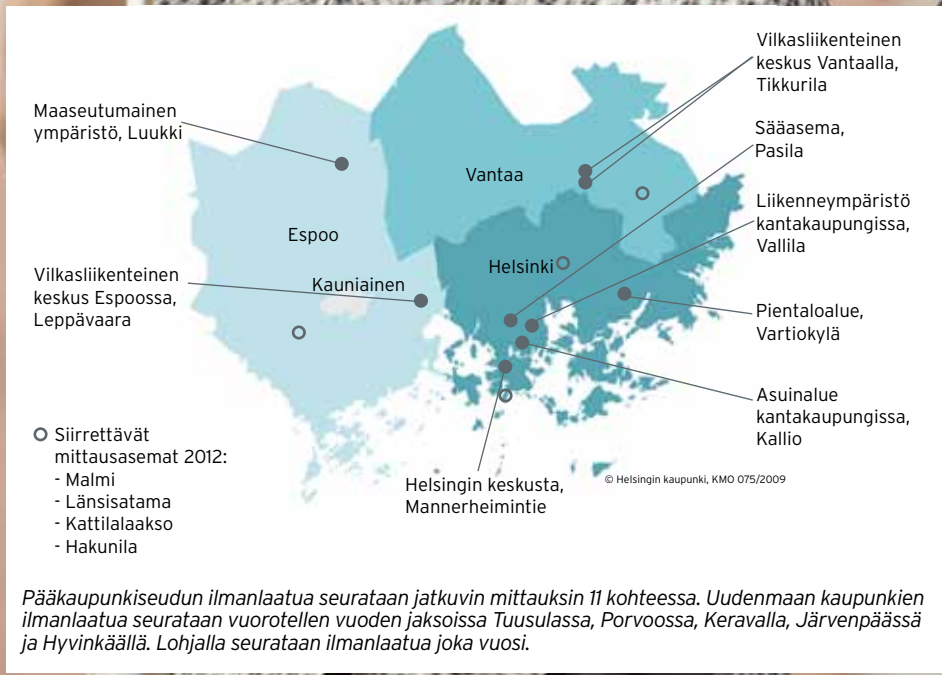 Vilkasliikenteinen
keskus Vantaalla,
Tikkurila
Maaseutumainen
ympäristö, Luukki
Sääasema,
Pasila
Vantaa
Liikenneympäristö
kantakaupungissa,
Vallila
Espoo
Helsinki
Vilkasliikenteinen
keskus Espoossa,
Leppävaara
Kauniainen
Pientaloalue,
Vartiokylä
Asuinalue
kantakaupungissa,
Kallio
Siirrettävät
mittausasemat 2012:
- Malmi
- Länsisatama
- Kattilalaakso
- Hakunila
Helsingin keskusta,
Mannerheimintie
© Helsingin kaupunki, KMO 075/2009
Pääkaupunkiseudun ilmanlaatua seurataan jatkuvin mittauksin 11 kohteessa. Uudenmaan kaupunkien
ilmanlaatua seurataan vuorotellen vuoden jaksoissa Tuusulassa, Porvoossa, Keravalla, Järvenpäässä
ja Hyvinkäällä. Lohjalla seurataan ilmanlaatua joka vuosi.